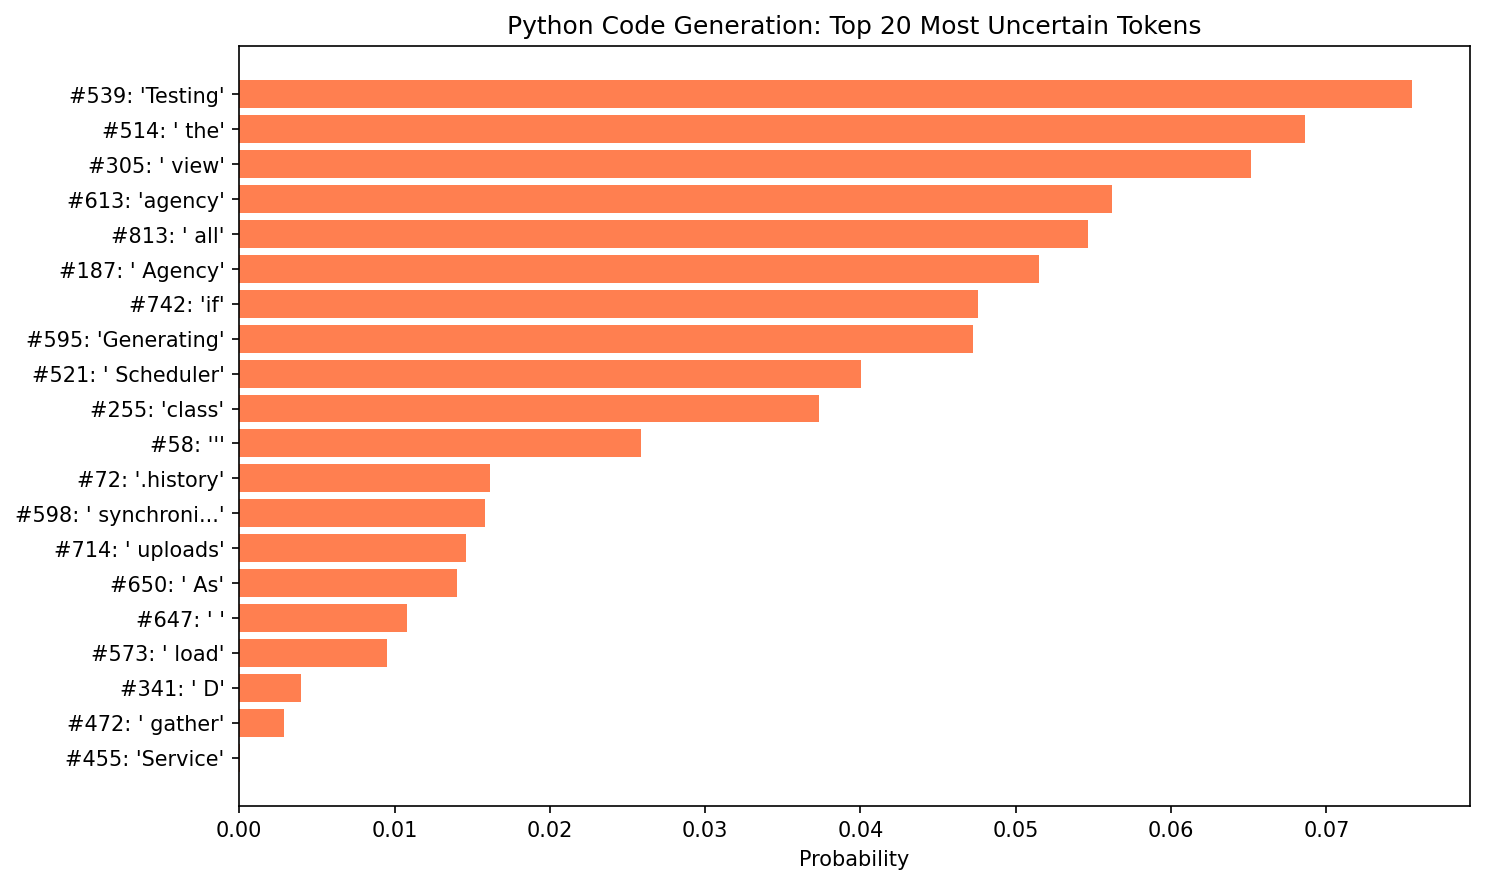 Python Code Generation: Top 20 Most Uncertain Tokens
#539: 'Testing'
#514: ' the'
#305: ' view'
#613: 'agency'
#813: ' all'
#187: ' Agency'
#742: 'if'
#595: 'Generating'
#521: ' Scheduler'
#255: 'class'
#58: '''
#72: '.history'
#598: ' synchroni...'
#714: ' uploads'
#650: ' As'
#647: ' '
#573: ' load'
#341: ' D'
#472: ' gather'
#455: 'Service'
0.00 0.01 0.02 0.03 0.04 0.05 0.06 0.07
Probability